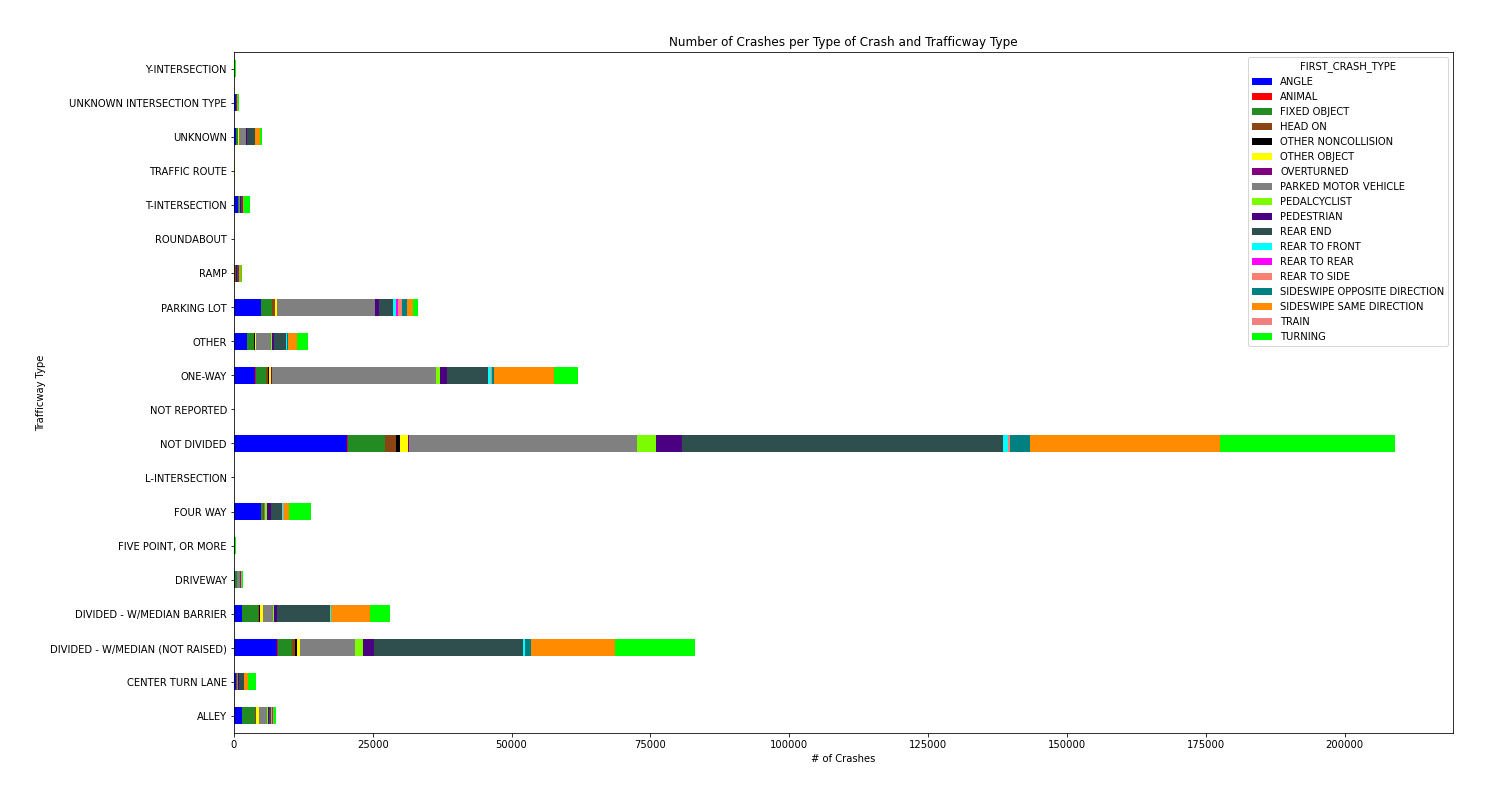 Number of Crashes per Type of Crash and Trafficway Type
Trafficway Type
Y-INTERSECTION
UNKNOWN INTERSECTION TYPE
UNKNOWN
TRAFFIC ROUTE
T-INTERSECTION
ROUNDABOUT
RAMP
PARKING LOT
OTHER
ONE-WAY
NOT REPORTED
NOT DIVIDED
L-INTERSECTION
FOUR WAY
FIVE POINT, OR MORE
DRIVEWAY
DIVIDED - W/MEDIAN BARRIER
DIVIDED - W/MEDIAN (NOT RAISED)
CENTER TURN LANE
ALLEY
FIRST_CRASH_TYPE
ANGLE
ANIMAL
FIXED OBJECT
HEAD ON
OTHER NONCOLLISION
OTHER OBJECT
OVERTURNED
PARKED MOTOR VEHICLE
PEDALCYCLIST
PEDESTRIAN
REAR END
REAR TO FRONT
REAR TO REAR
REAR TO SIDE
SIDESWIPE OPPOSITE DIRECTION
SIDESWIPE SAME DIRECTION
TRAIN
TURNING
0 25000 50000 75000 100000 125000 150000 175000 200000
# of Crashes